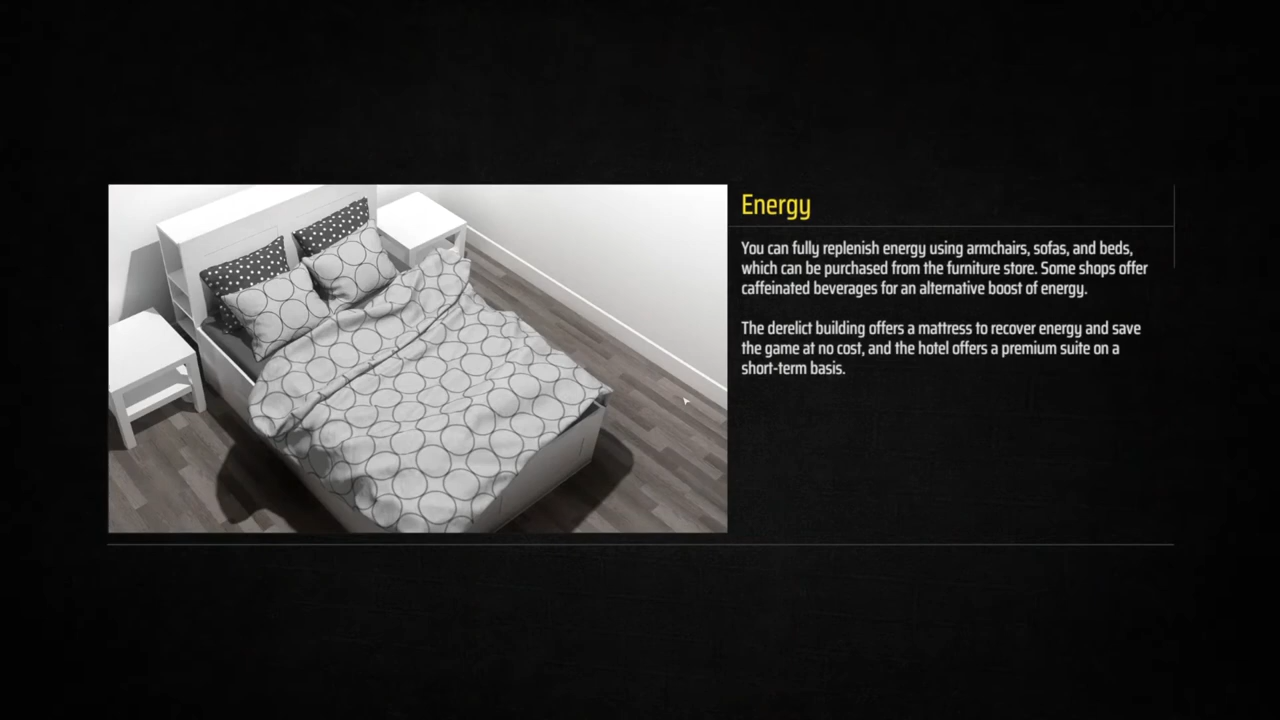 Energy
You can fully replenish energy using armchairs, sofas, and beds,
which can be purchased from the furniture store. Some shops offer
caffeinated beverages for an alternative boost of energy.
The derelict building offers a mattress to recover energy and save
the game at no cost, and the hotel offers a premium suite on a
short-term basis.